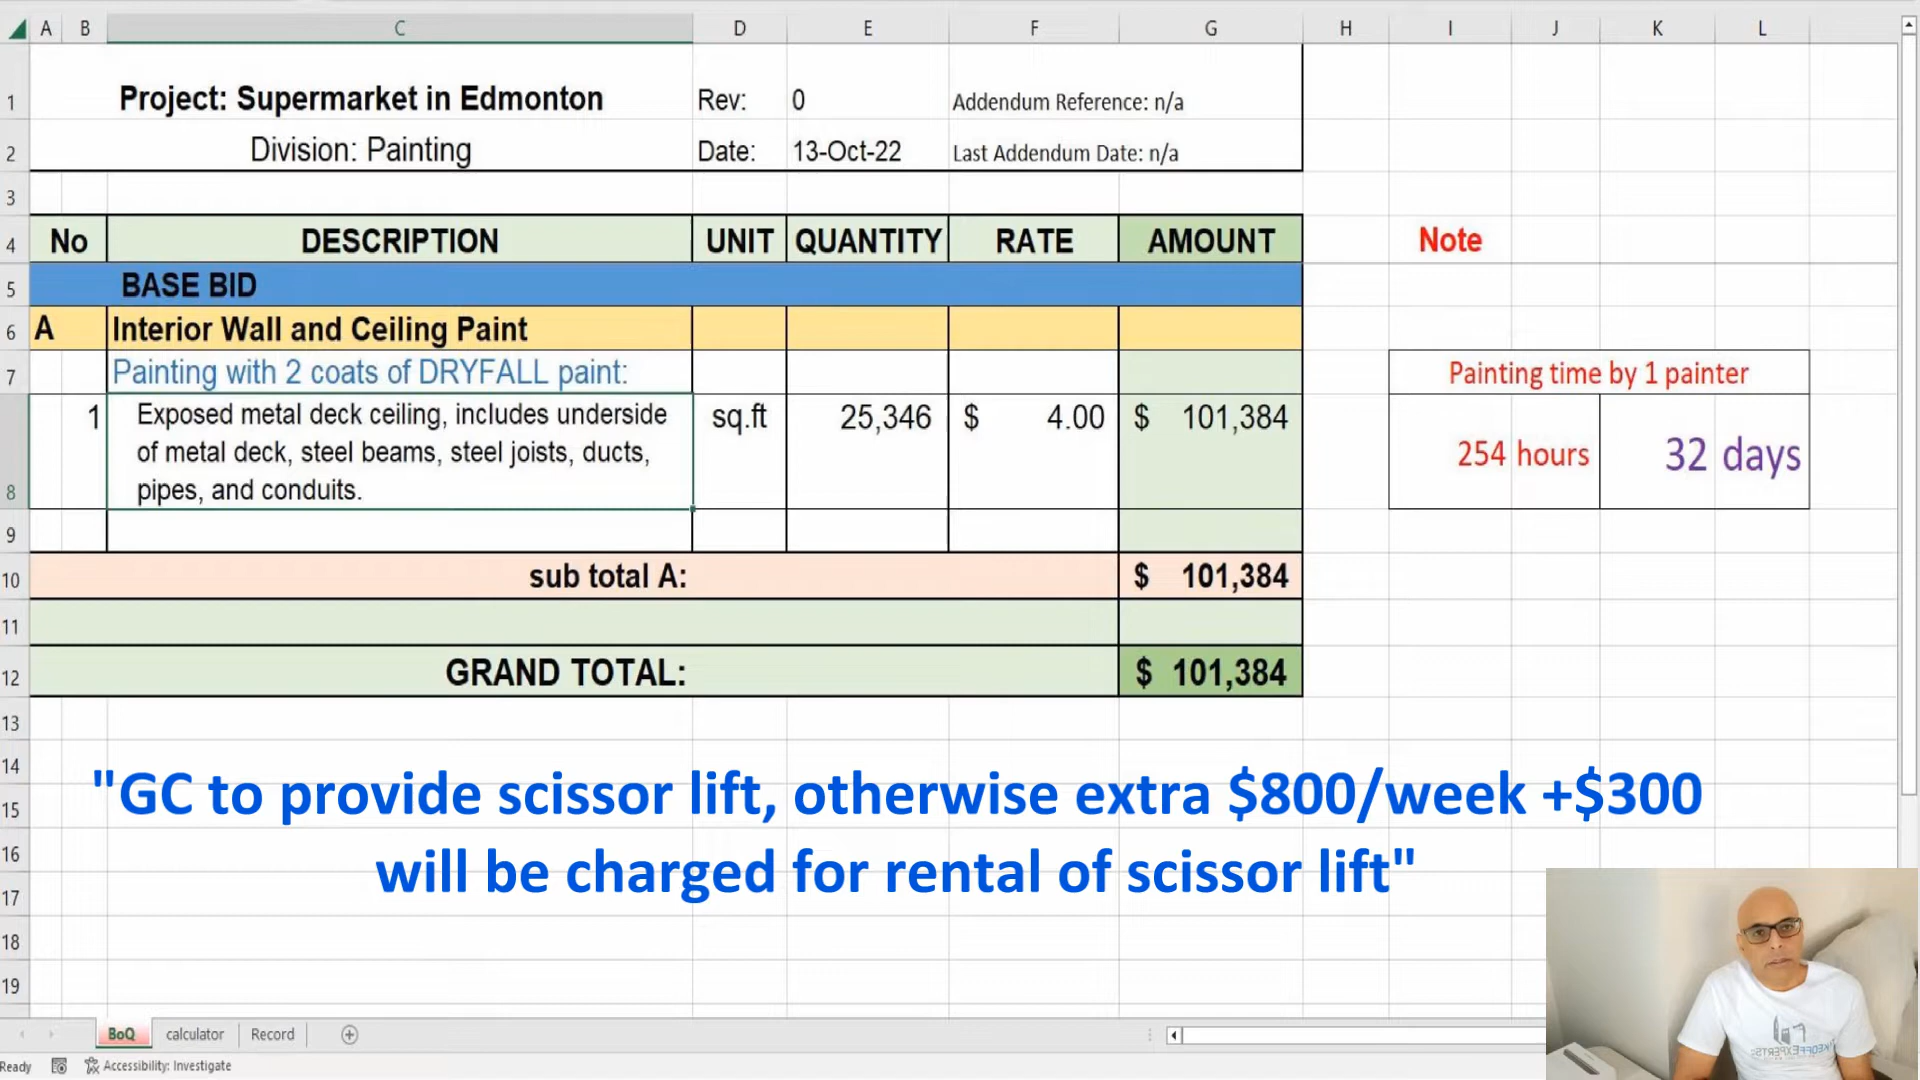 A B C D E F G H I J K L
1 Project: Supermarket in Edmonton Rev: 0 Addendum Reference: n/a
2 Division: Painting Date: 13-Oct-22 Last Addendum Date: n/a
3
4 No DESCRIPTION UNIT QUANTITY RATE AMOUNT Note
5 BASE BID
6 A Interior Wall and Ceiling Paint
7 Painting with 2 coats of DRYFALL paint: Painting time by 1 painter
1 Exposed metal deck ceiling, includes underside sq.ft 25,346 $ 4.00 $ 101,384
of metal deck, steel beams, steel joists, ducts, 254 hours 32 days
8 pipes, and conduits.
9
10 sub total A: $ 101,384
11
12 GRAND TOTAL: $ 101,384
13
14
"GC to provide scissor lift, otherwise extra $800/week +$300
15
16
will be charged for rental of scissor lift"
17
18
19
BoQ calculator Record
Ready Accessibility: Investigate